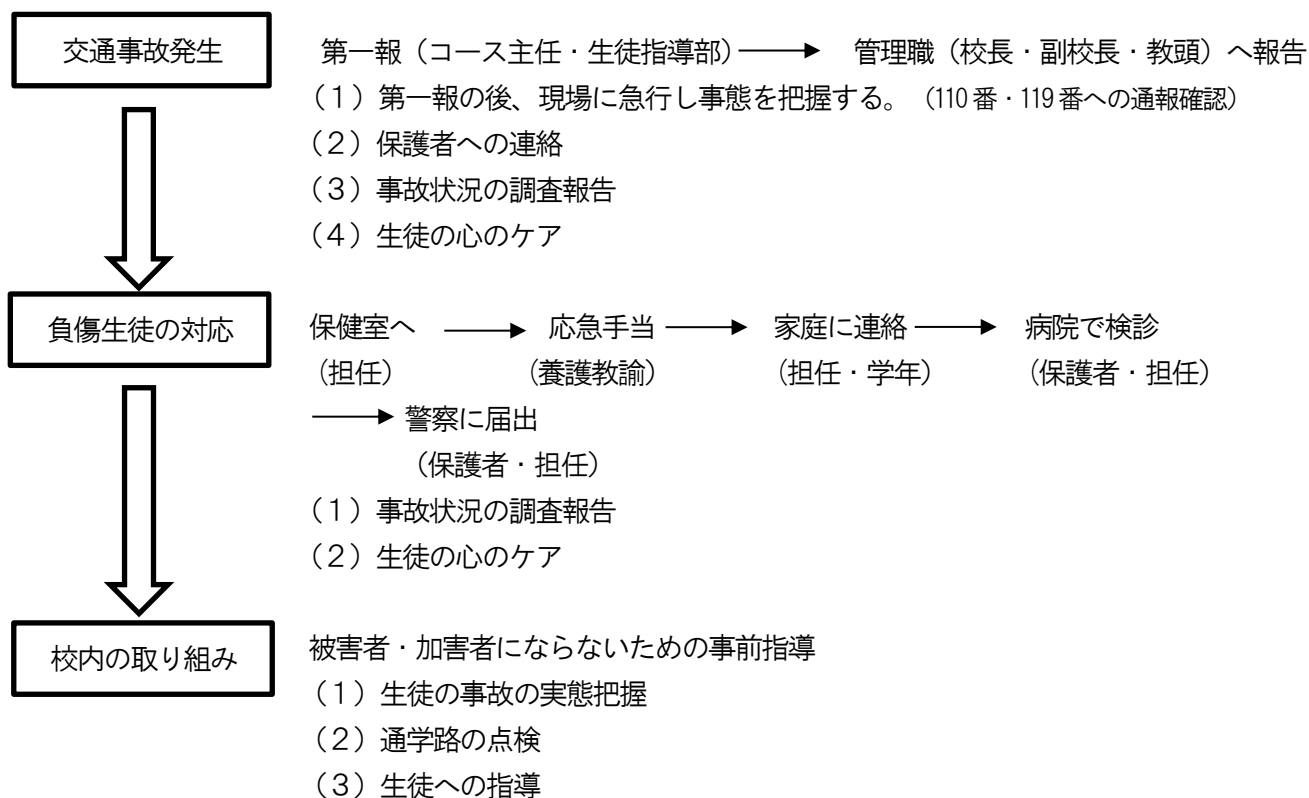 交通事故発生
第一報（コース主任・生徒指導部） 管理職（校長・副校長・教頭）へ報告
（１）第一報の後、現場に急行し事態を把握する。（110番・119番への通報確認）
（２）保護者への連絡
（３）事故状況の調査報告
（４）生徒の心のケア
負傷生徒の対応
保健室へ 応急手当 家庭に連絡 病院で検診
（担任） （養護教諭） （担任・学年） （保護者・担任）
警察に届出
（保護者・担任）
（１）事故状況の調査報告
（２）生徒の心のケア
校内の取り組み
被害者・加害者にならないための事前指導
（１）生徒の事故の実態把握
（２）通学路の点検
（３）生徒への指導